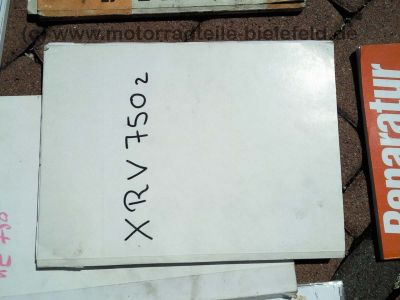 (c) www.motorradteile-bielefeld.de
XRV 750 2
Reparatur